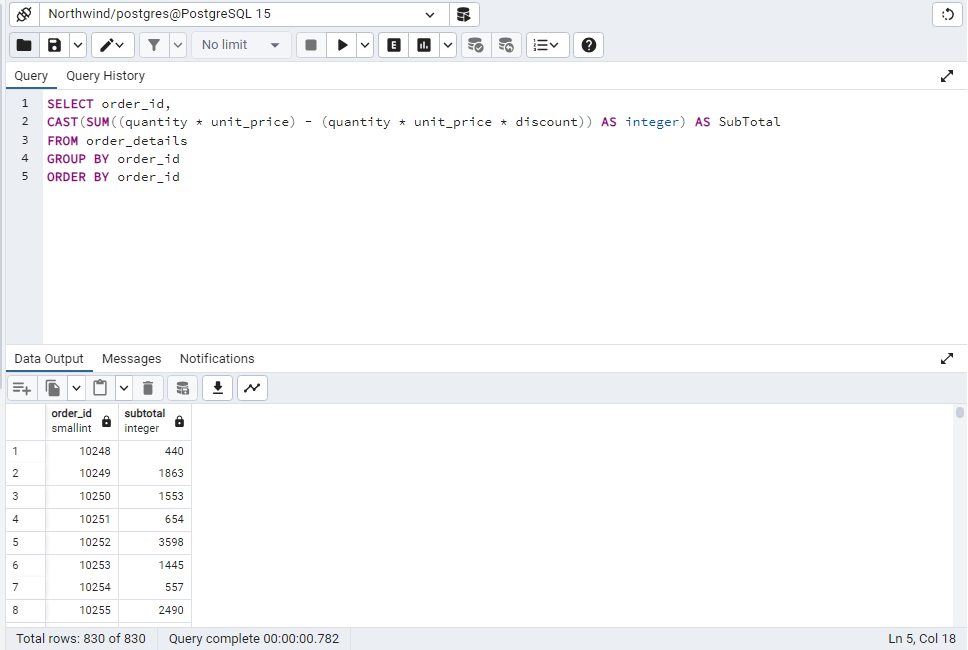 Northwind/postgres@PostgreSQL 15
No limit
E
Query Query History
1 SELECT order_id,
2 CAST(SUM((quantity * unit_price) - (quantity * unit_price * discount)) AS integer) AS SubTotal
3 FROM order_details
4 GROUP BY order_id
5 ORDER BY order_id
Data Output Messages Notifications
order_id subtotal
smallint integer
1 10248 440
2 10249 1863
3 10250 1553
4 10251 654
5 10252 3598
6 10253 1445
7 10254 557
8 10255 2490
Total rows: 830 of 830 Query complete 00:00:00.782 Ln 5, Col 18